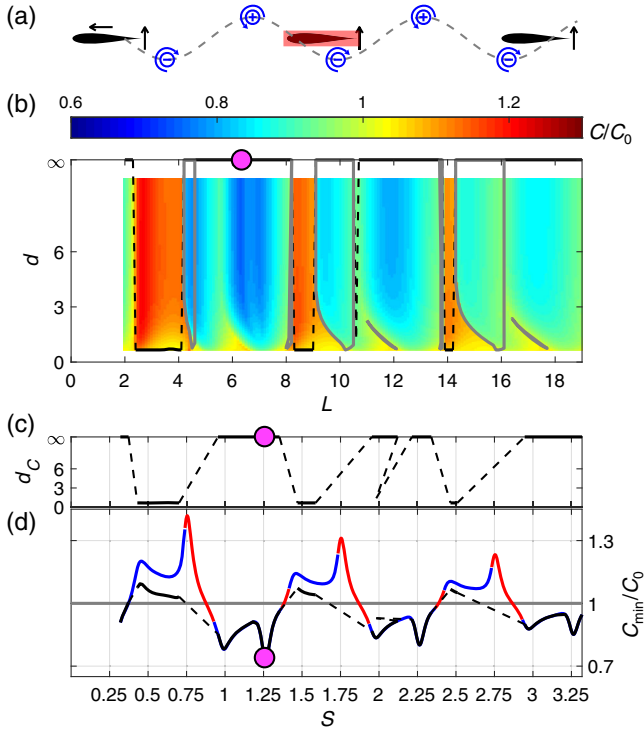 (a)
+ +
− − −
(b)
0.6 0.8 1 1.2
C/C0
∞
6
3
0
d
0 2 4 6 8 10 12 14 16 18
L
(c)
∞
6
3
0
dC
(d)
1.3
1
0.7
Cmin/C0
0.25 0.5 0.75 1 1.25 1.5 1.75 2 2.25 2.5 2.75 3 3.25
S